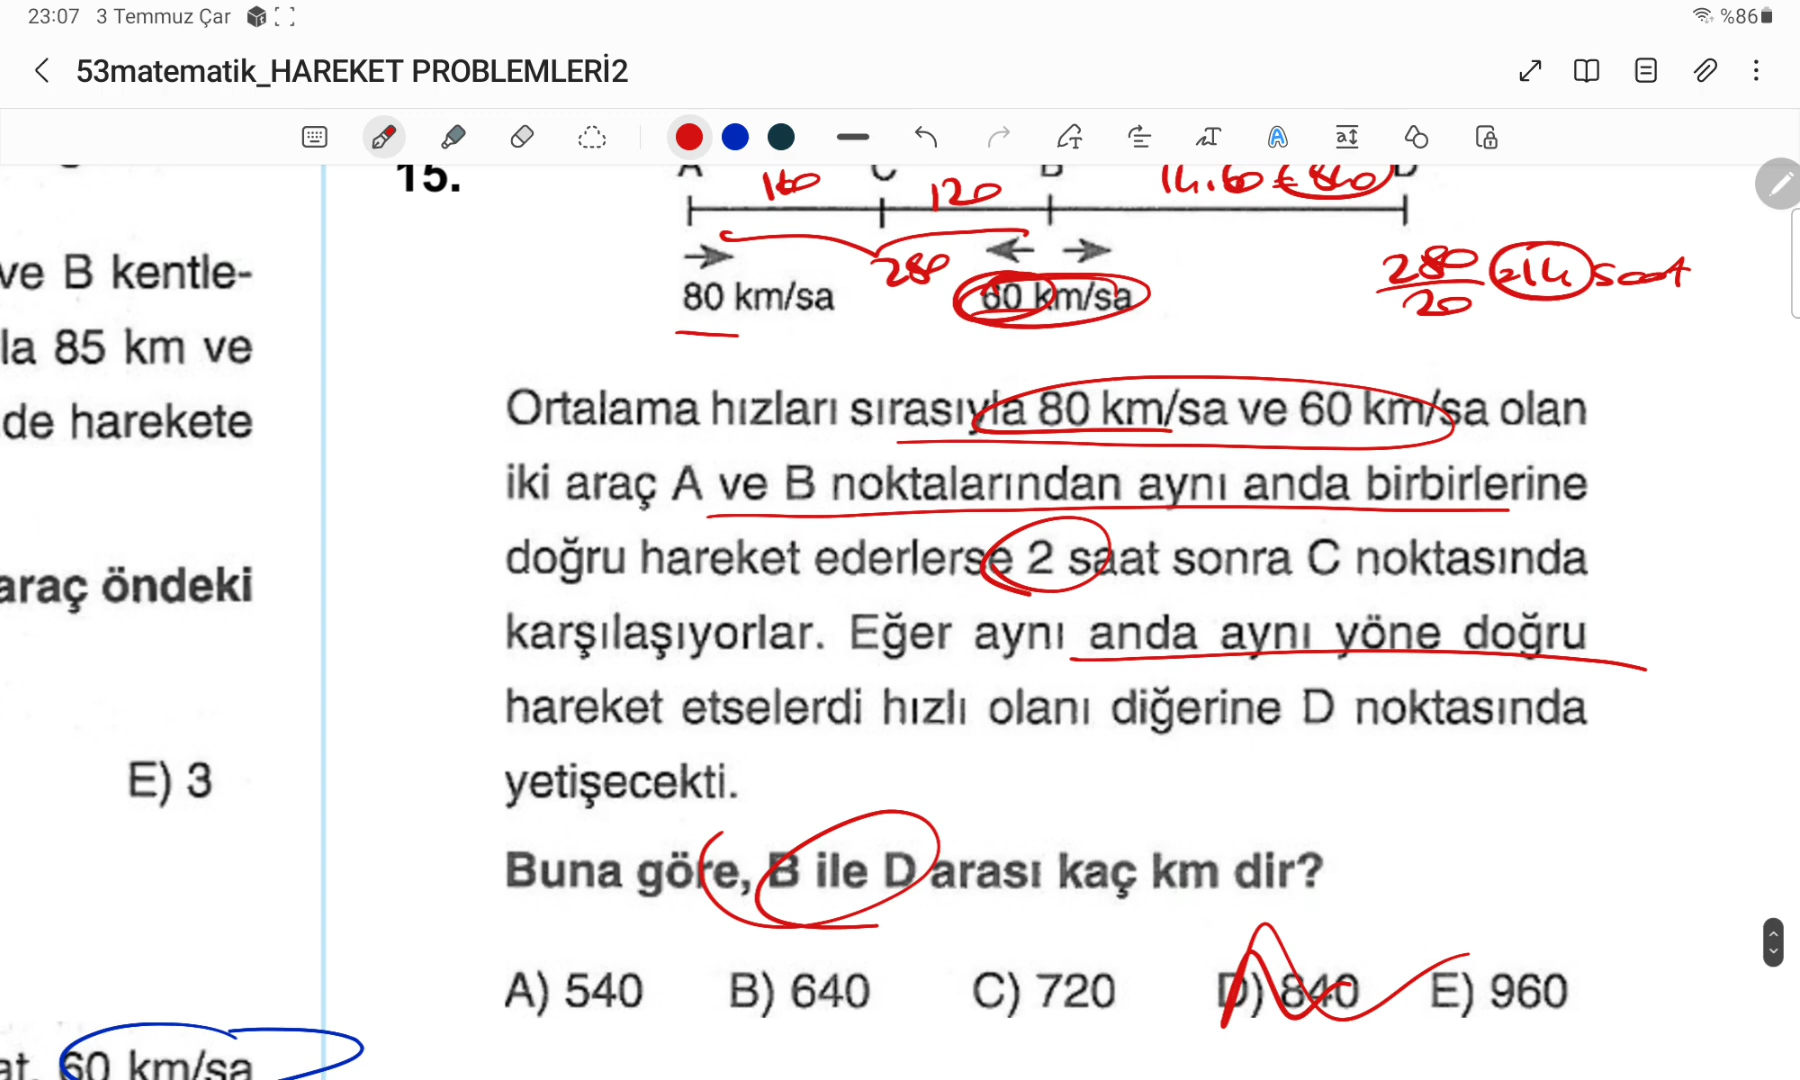 23:07 3 Temmuz Çar %86
53matematik_HAREKET PROBLEMLERİ2
ve B kentle-
la 85 km ve
de harekete
araç öndeki
E) 3
at, 60 km/sa
15.
A C B D
160 120 14.60 = 840
280
80 km/sa 60 km/sa
280
20
=14 saat
Ortalama hızları sırasıyla 80 km/sa ve 60 km/sa olan
iki araç A ve B noktalarından aynı anda birbirlerine
doğru hareket ederlerse 2 saat sonra C noktasında
karşılaşıyorlar. Eğer aynı anda aynı yöne doğru
hareket etselerdi hızlı olanı diğerine D noktasında
yetişecekti.
Buna göre, B ile D arası kaç km dir?
A) 540 B) 640 C) 720 D) 840 E) 960